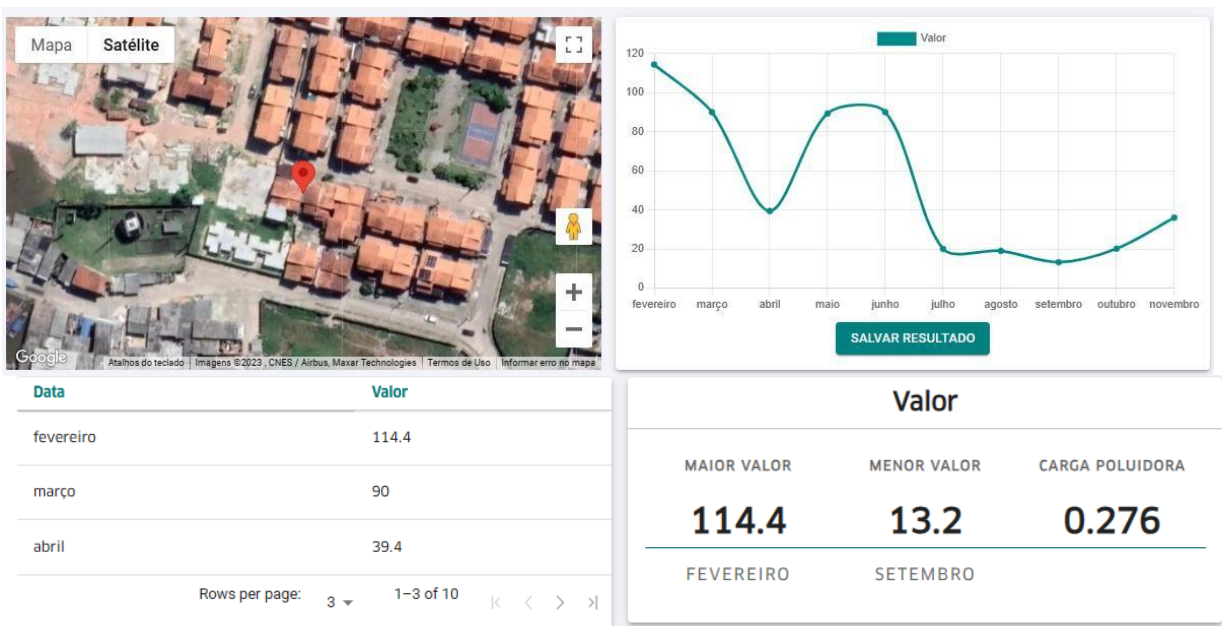 Mapa Satélite
Google
Atalhos do teclado Imagens ©2023 , CNES / Airbus, Maxar Technologies Termos de Uso Informar erro no mapa
Valor
120
100
80
60
40
20
0
fevereiro março abril maio junho julho agosto setembro outubro novembro
SALVAR RESULTADO
Data Valor
fevereiro 114.4
março 90
abril 39.4
Rows per page: 3 1–3 of 10
Valor
MAIOR VALOR MENOR VALOR CARGA POLUIDORA
114.4 13.2 0.276
FEVEREIRO SETEMBRO